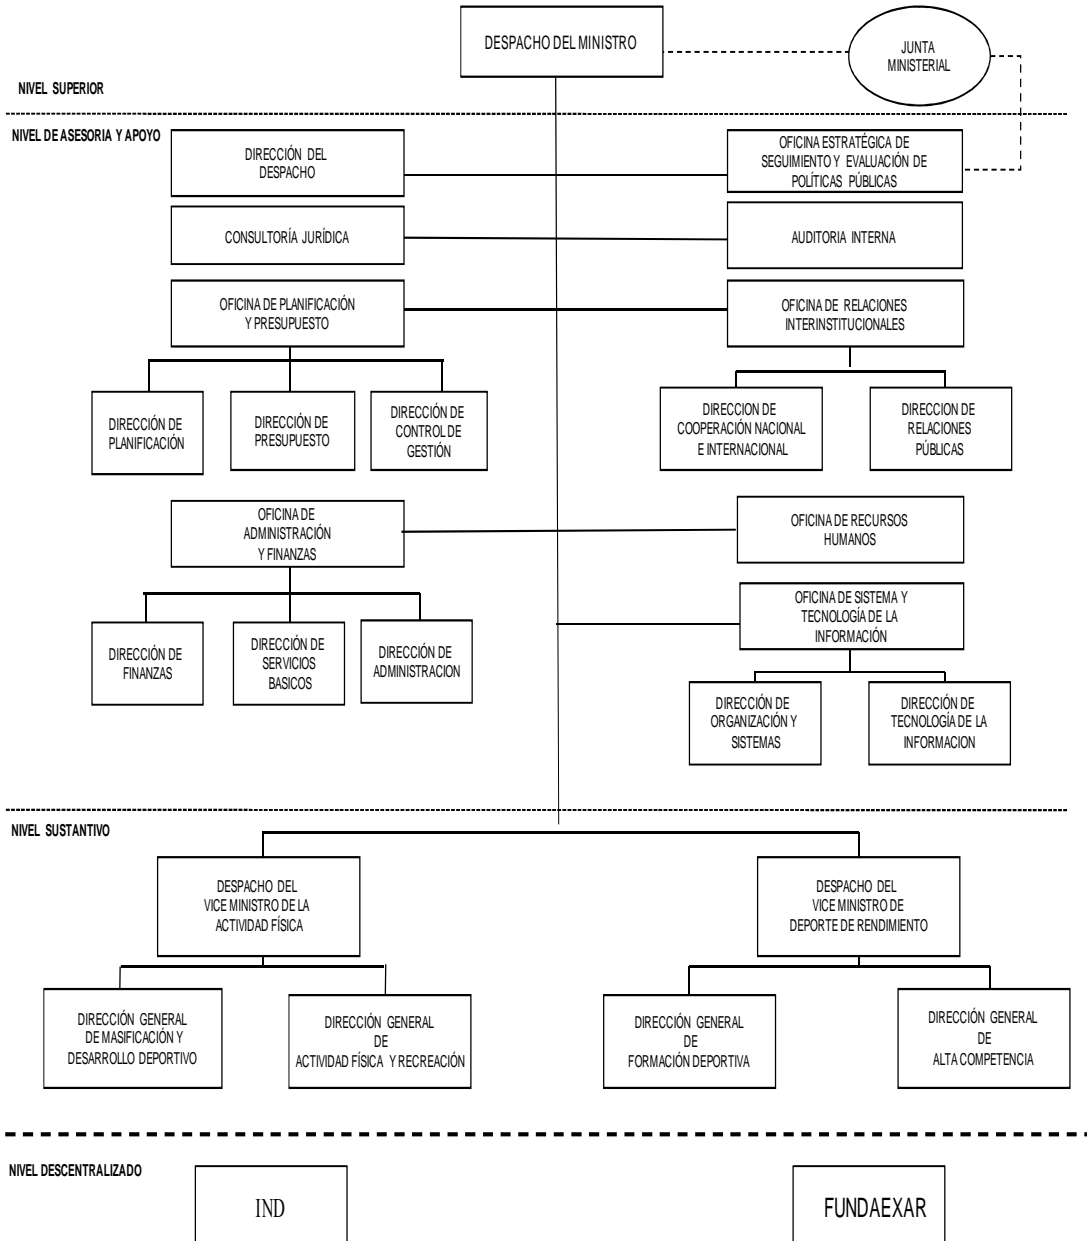 DESPACHO DEL MINISTRO
JUNTA
MINISTERIAL
NIVEL SUPERIOR
NIVEL DE ASESORIA Y APOYO
DIRECCIÓN DEL
DESPACHO
OFICINA ESTRATÉGICA DE
SEGUIMIENTO Y EVALUACIÓN DE
POLÍTICAS PÚBLICAS
CONSULTORÍA JURÍDICA
AUDITORIA INTERNA
OFICINA DE PLANIFICACIÓN
Y PRESUPUESTO
OFICINA DE RELACIONES
INTERINSTITUCIONALES
DIRECCIÓN DE
PLANIFICACIÓN
DIRECCIÓN DE
PRESUPUESTO
DIRECCIÓN DE
CONTROL DE
GESTIÓN
DIRECCION DE
COOPERACIÓN NACIONAL
E INTERNACIONAL
DIRECCION DE
RELACIONES
PÚBLICAS
OFICINA DE
ADMINISTRACIÓN
Y FINANZAS
OFICINA DE RECURSOS
HUMANOS
OFICINA DE SISTEMA Y
TECNOLOGÍA DE LA
INFORMACIÓN
DIRECCIÓN DE
FINANZAS
DIRECCIÓN DE
SERVICIOS
BASICOS
DIRECCIÓN DE
ADMINISTRACION
DIRECCIÓN DE
ORGANIZACIÓN Y
SISTEMAS
DIRECCIÓN DE
TECNOLOGÍA DE LA
INFORMACION
NIVEL SUSTANTIVO
DESPACHO DEL
VICE MINISTRO DE LA
ACTIVIDAD FÍSICA
DESPACHO DEL
VICE MINISTRO DE
DEPORTE DE RENDIMIENTO
DIRECCIÓN GENERAL
DE MASIFICACIÓN Y
DESARROLLO DEPORTIVO
DIRECCIÓN GENERAL
DE
ACTIVIDAD FÍSICA Y RECREACIÓN
DIRECCIÓN GENERAL
DE
FORMACIÓN DEPORTIVA
DIRECCIÓN GENERAL
DE
ALTA COMPETENCIA
NIVEL DESCENTRALIZADO
IND
FUNDAEXAR